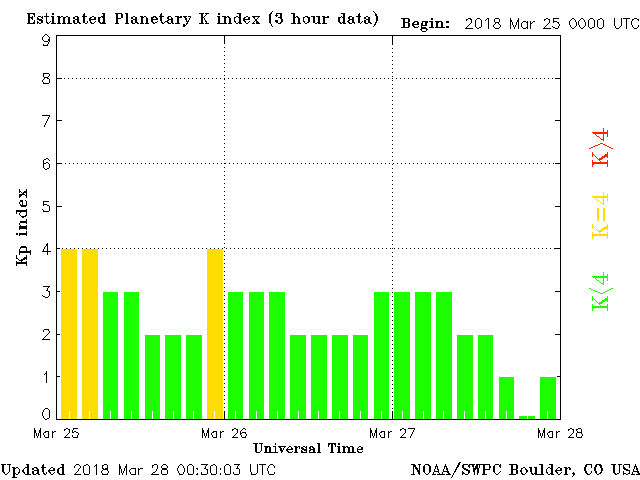 Estimated Planetary K index (3 hour data) Begin: 2018 Mar 25 0000 UTC
9
8
7
6
5
4
3
2
1
0
Kp index
K>4
K=4
K<4
Mar 25 Mar 26 Mar 27 Mar 28
Universal Time
Updated 2018 Mar 28 00:30:03 UTC NOAA/SWPC Boulder, CO USA